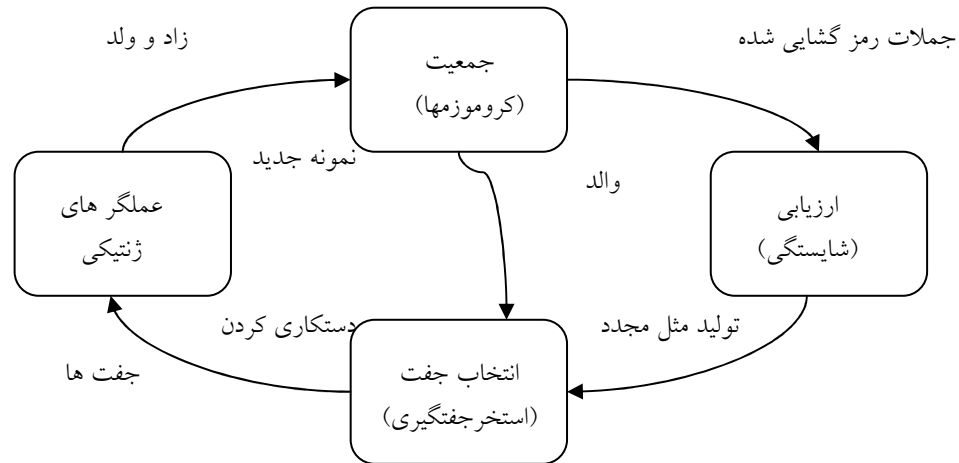 زاد و ولد
جمعیت
(کروموزمها)
جملات رمز گشایی شده
نمونه جدید
والد
عملگر های
ژنتیکی
ارزیابی
(شایستگی)
دستکاری کردن
تولید مثل مجدد
جفت ها
انتخاب جفت
(استخرجفتگیری)